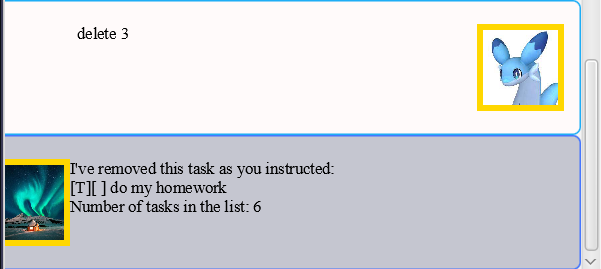 delete 3
I've removed this task as you instructed:
[T][ ] do my homework
Number of tasks in the list: 6